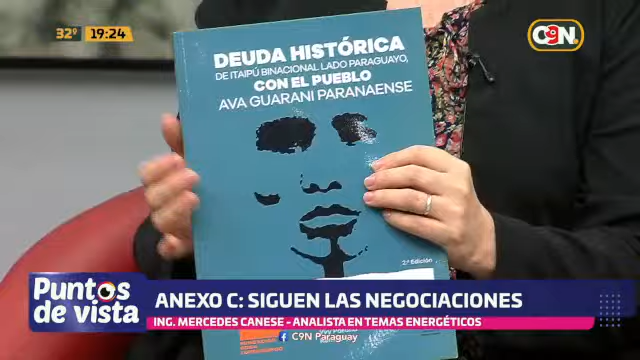 32º
19:24
C9N
DEUDA HISTÓRICA
DE ITAIPÚ BINACIONAL LADO PARAGUAYO,
CON EL PUEBLO
AVA GUARANI PARANAENSE
2.ª Edición
Puntos
de vista
ANEXO C: SIGUEN LAS NEGOCIACIONES
ING. MERCEDES CANESE - ANALISTA EN TEMAS ENERGÉTICOS
C9N Paraguay